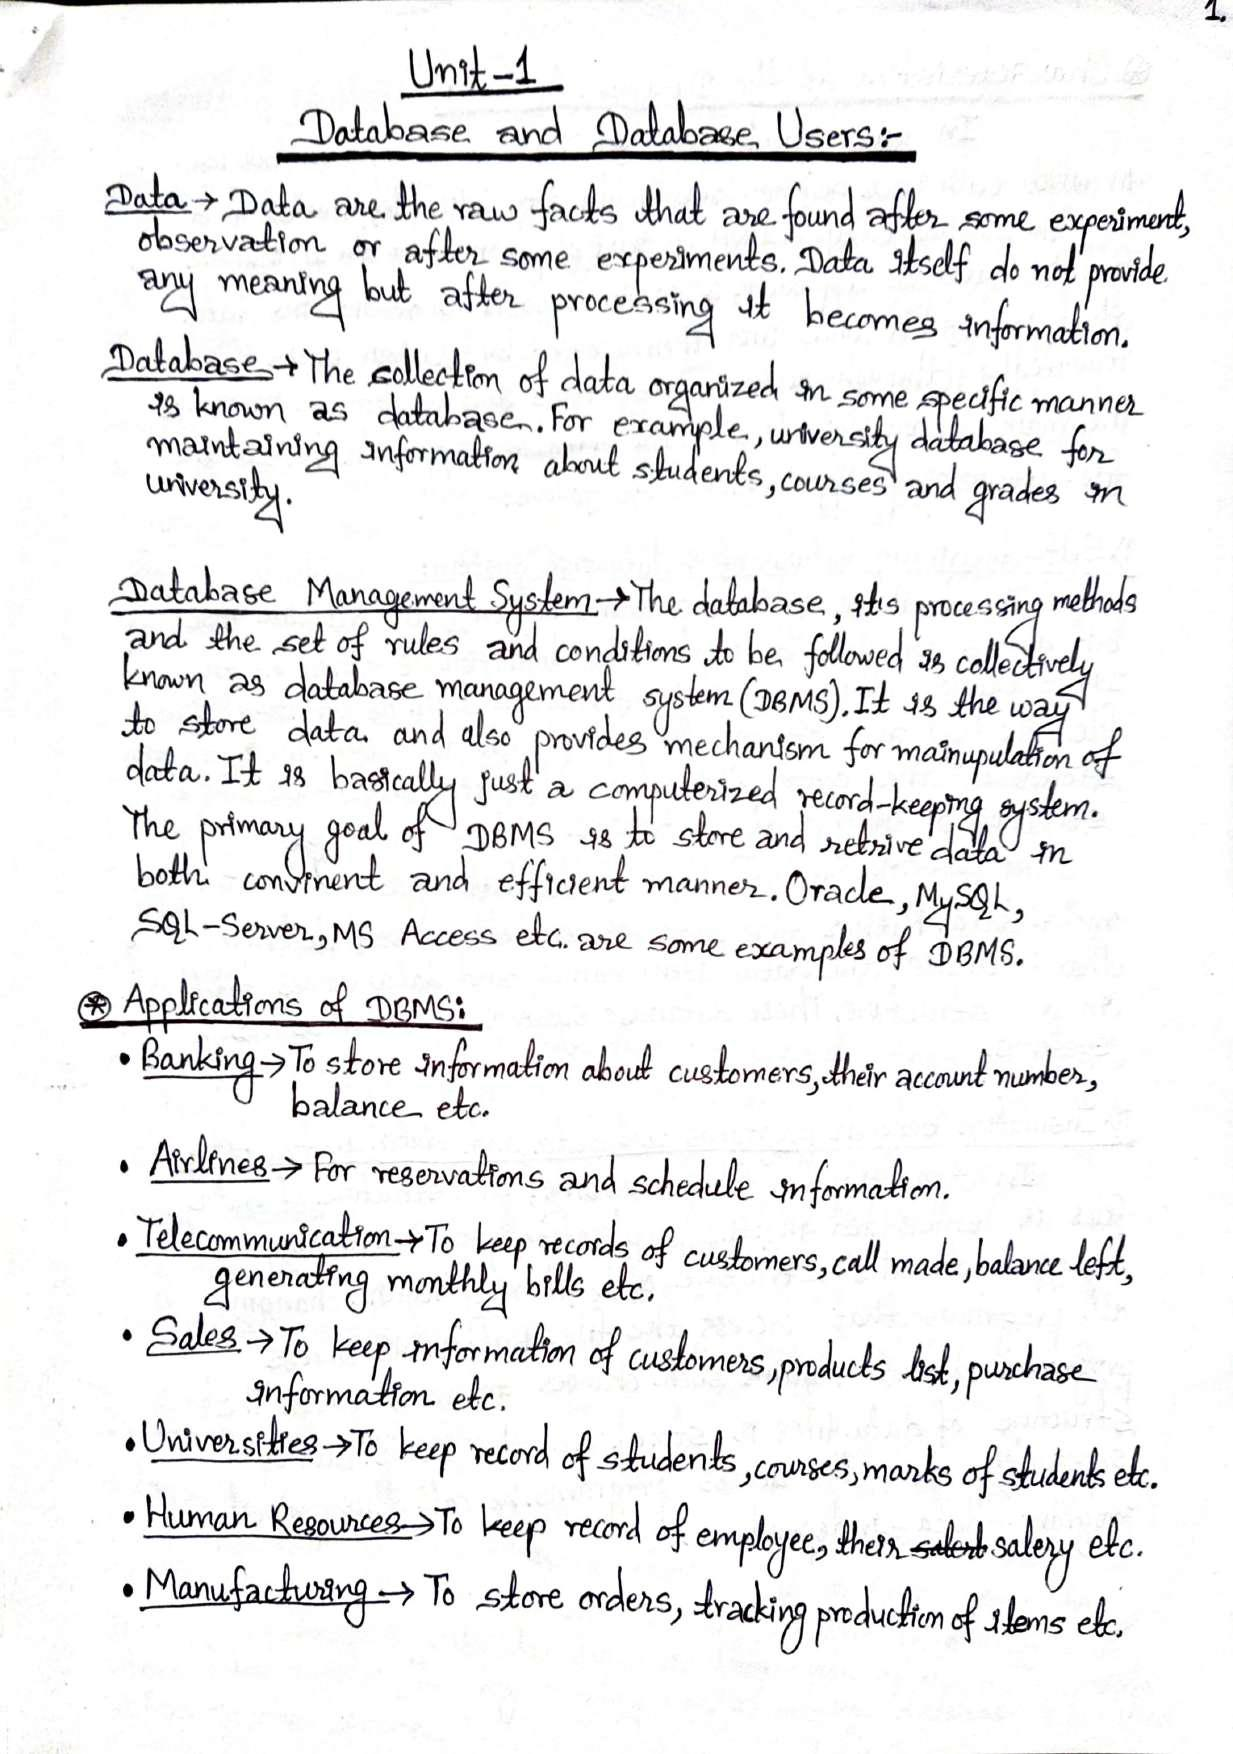 1.
Unit-1
Database and Database Users:-
Data → Data are the raw facts that are found after some experiment,
observation or after some experiments. Data itself do not provide
any meaning but after processing it becomes information.
Database → The collection of data organized in some specific manner
is known as database. For example, university database for
maintaining information about students, courses and grades in
university.
Database Management System → The database, its processing methods
and the set of rules and conditions to be followed is collectively
known as database management system (DBMS). It is the way
to store data and also provides mechanism for mainupulation of
data. It is basically just a computerized record-keeping system.
The primary goal of DBMS is to store and retrive data in
both convinent and efficient manner. Oracle, MySQL,
SQL-Server, MS Access etc. are some examples of DBMS.
⊛ Applications of DBMS:
• Banking → To store information about customers, their account number,
balance etc.
• Airlines → For reservations and schedule information.
• Telecommunication → To keep records of customers, call made, balance left,
generating monthly bills etc.
• Sales → To keep information of customers, products list, purchase
information etc.
• Universities → To keep record of students, courses, marks of students etc.
• Human Resources → To keep record of employee, their salery etc.
• Manufacturing → To store orders, tracking production of items etc.